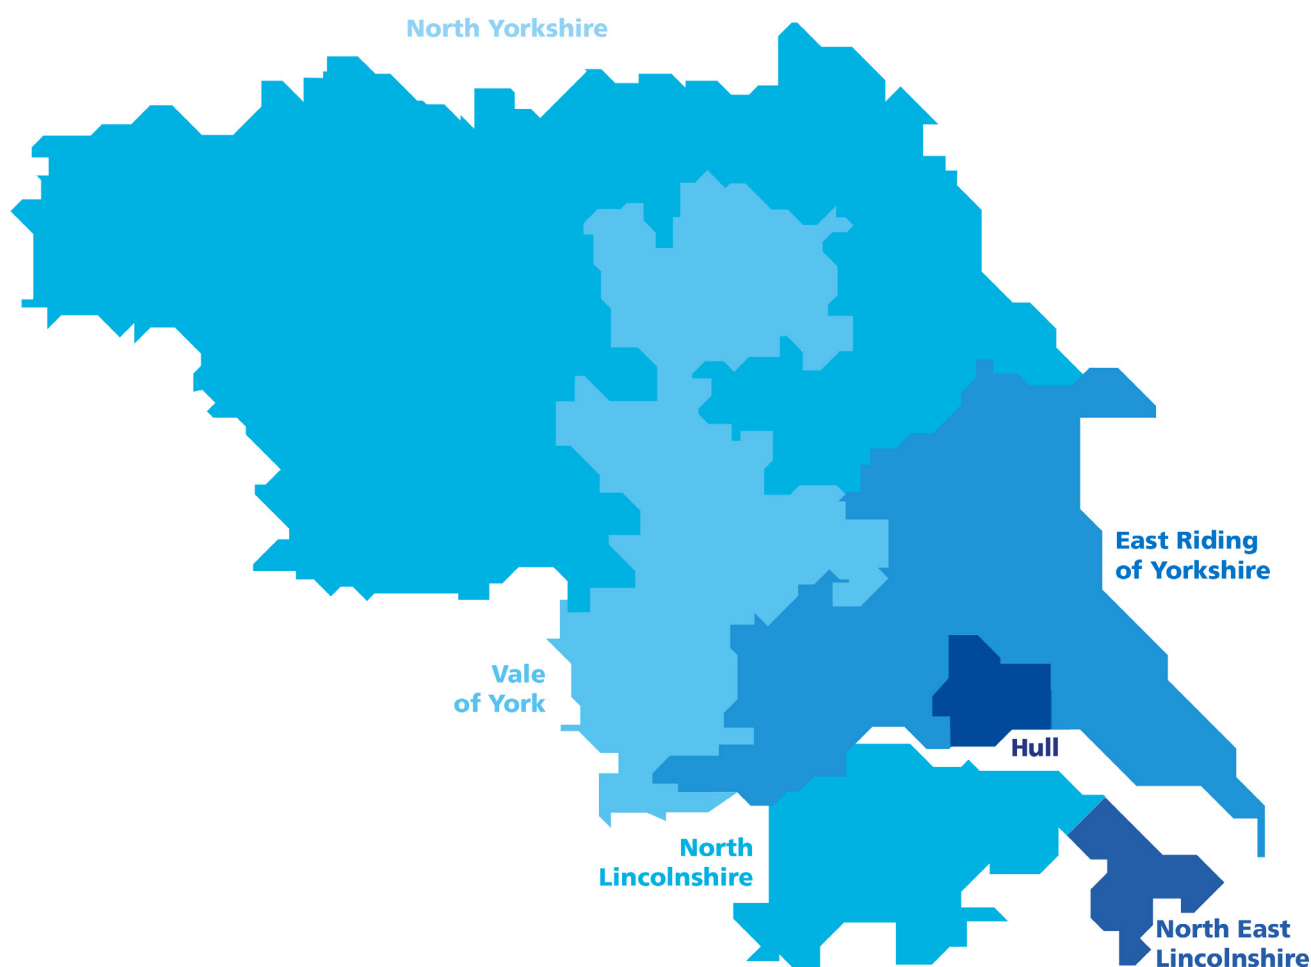 North Yorkshire
East Riding
of Yorkshire
Vale
of York
Hull
North
Lincolnshire
North East
Lincolnshire